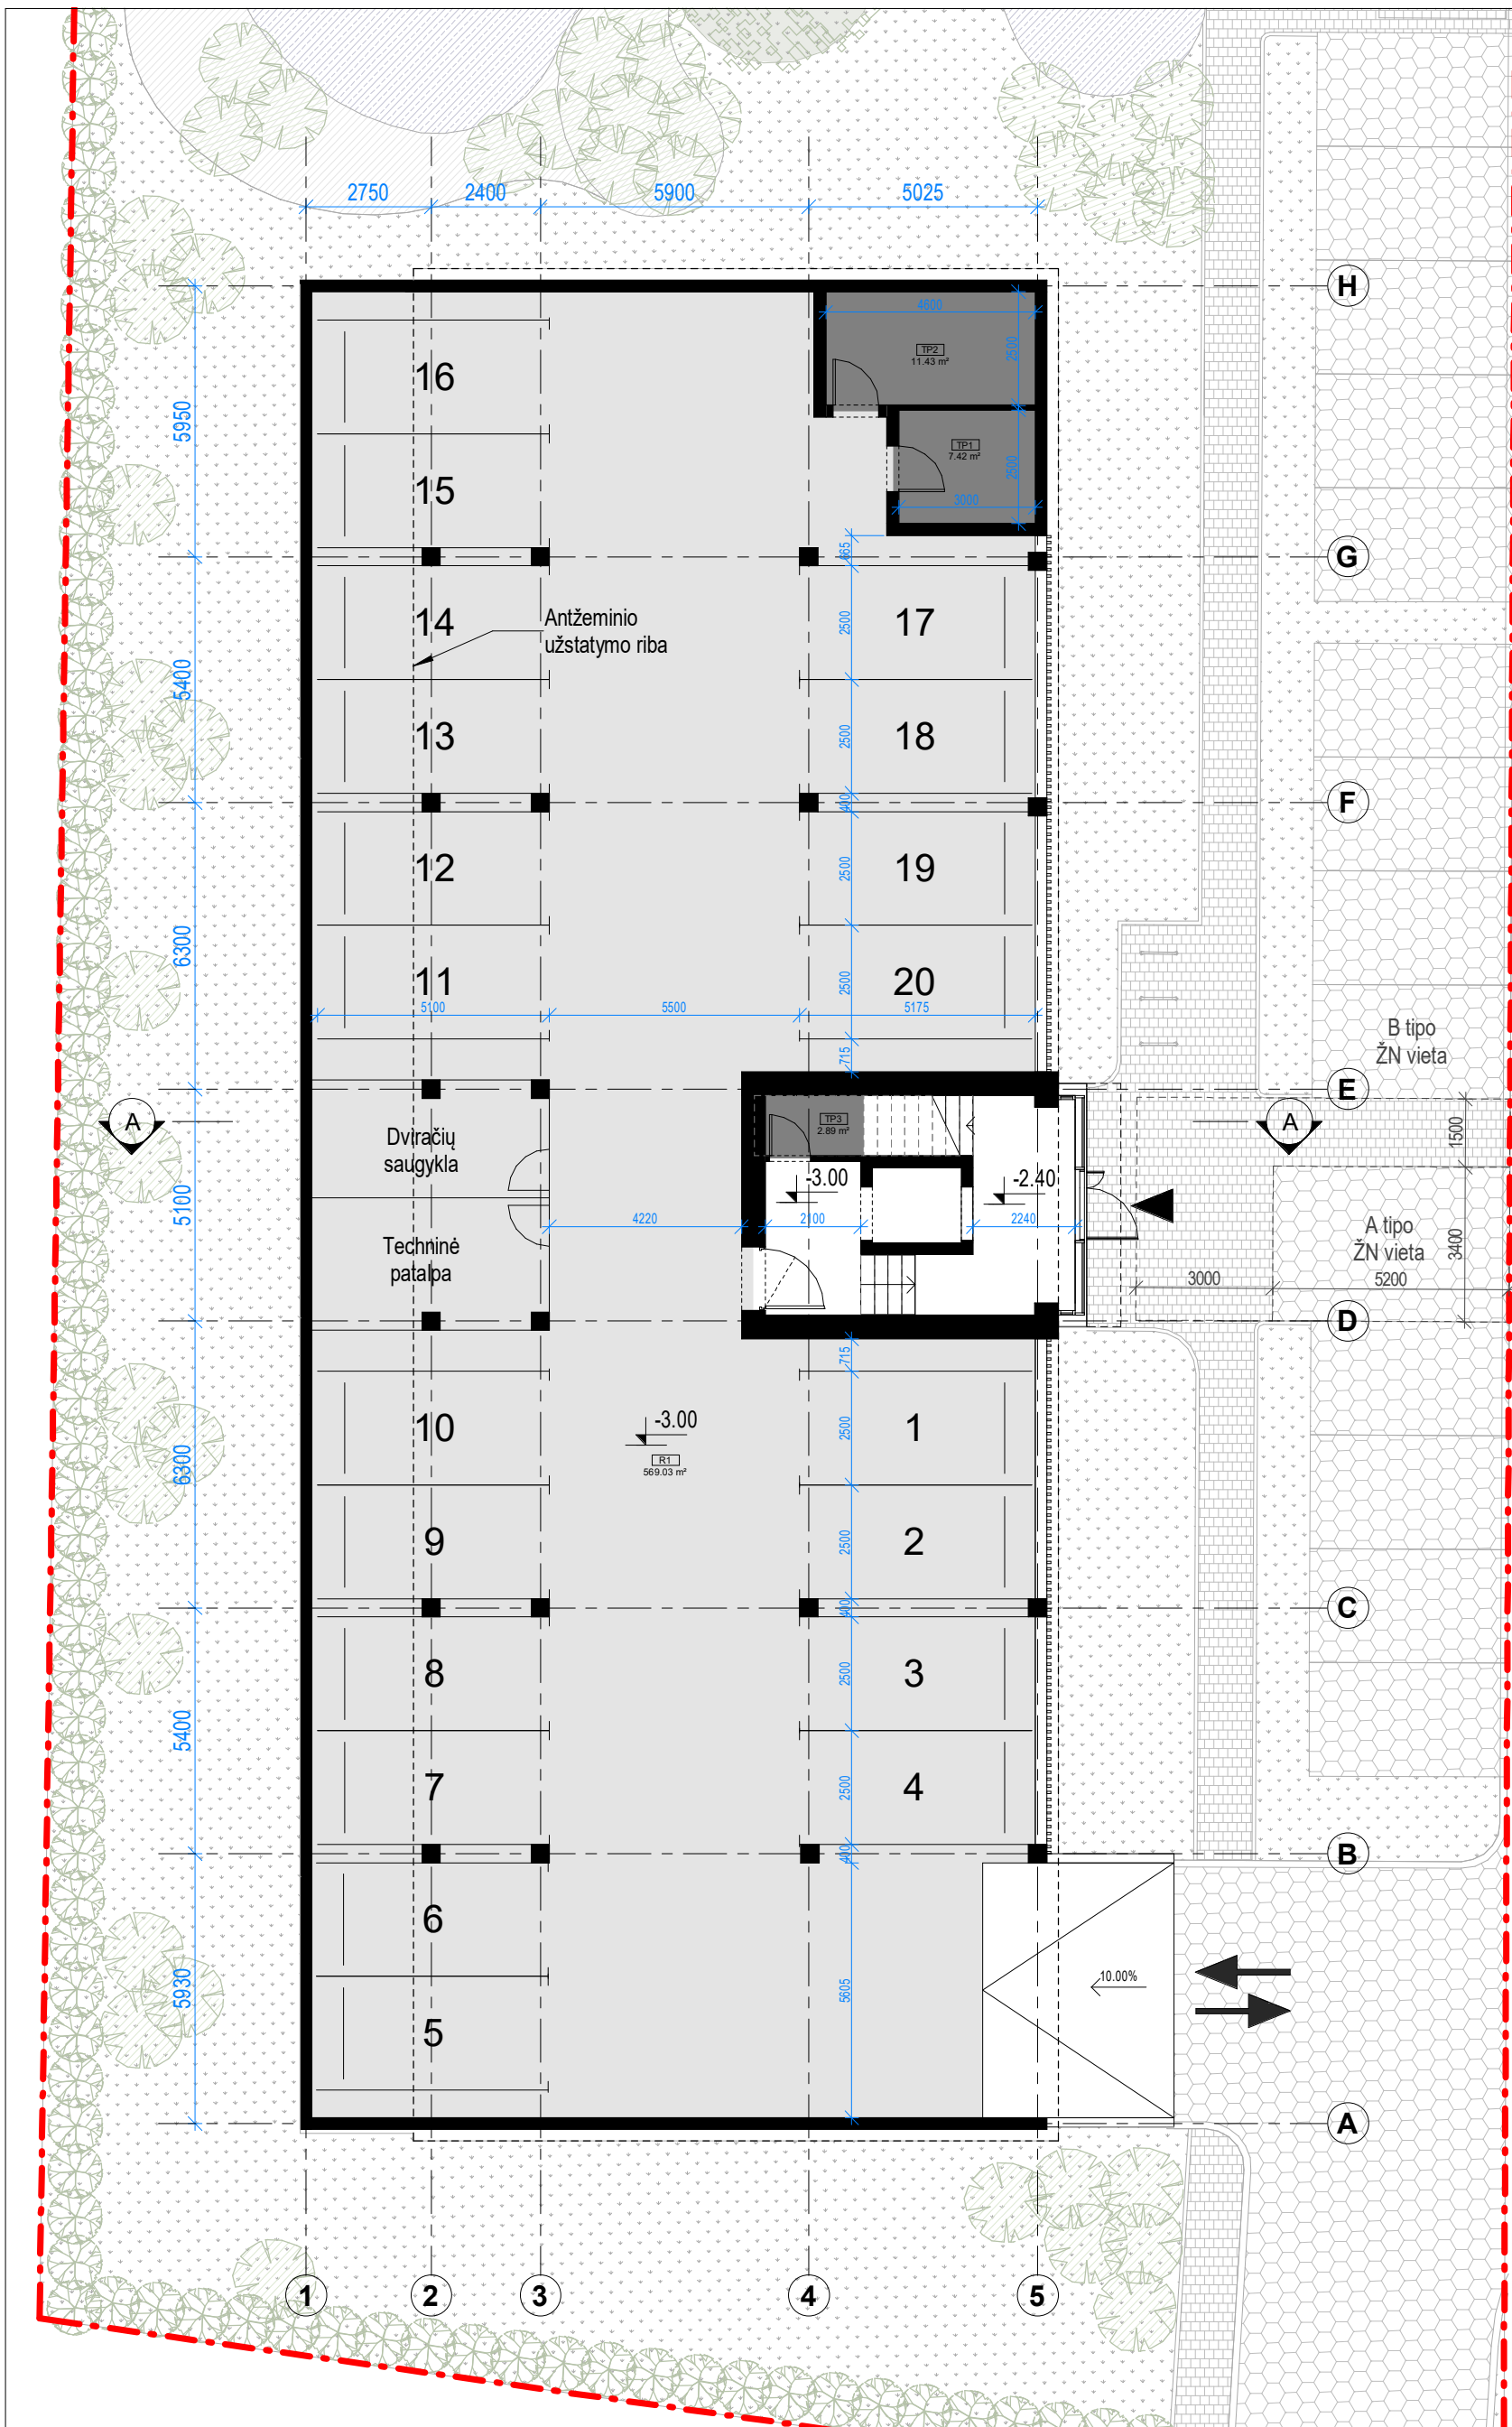 2750 2400 5900 5025
H
4600
TP2
11.43 m²
2500
16
5950
TP1
7.42 m²
2500
15
3000
G
665
14
Antžeminio
užstatymo riba
2500
17
5400
13
2500
18
400
F
12
2500
19
6300
11
2500
20
5100 5500 5175
715
B tipo
ŽN vieta
E
A
Dviračių
saugykla
TP3
2.89 m²
A
1500
-3.00
-2.40
5100
4220 2100 2240
Techninė
patalpa
A tipo
ŽN vieta
3400
3000 5200
D
715
10
-3.00
R1
569.03 m²
2500
1
6300
9
2500
2
400
C
8
2500
3
5400
7
2500
4
400
B
6
5930
5605
10.00%
5
A
1 2 3 4 5